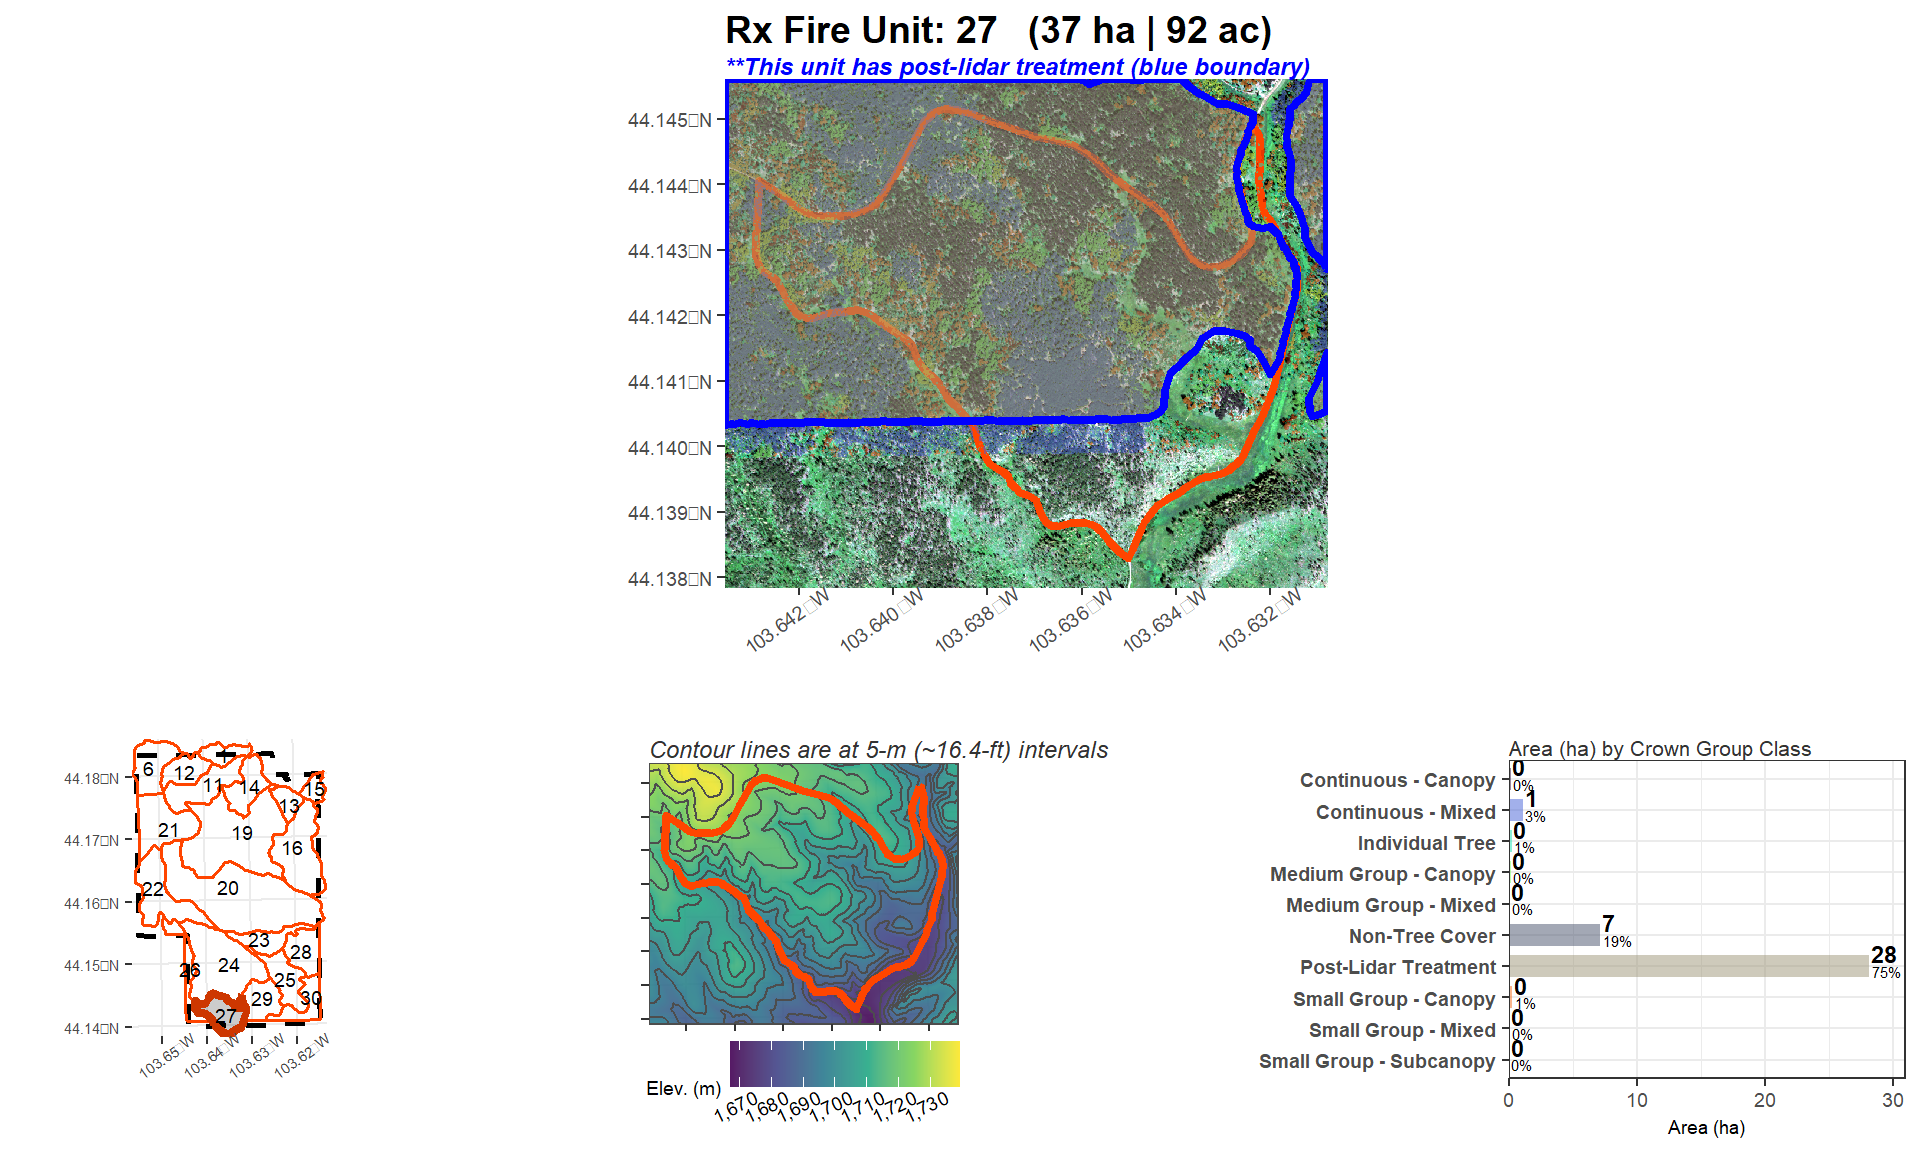 Rx Fire Unit: 27 (37 ha | 92 ac)
**This unit has post-lidar treatment (blue boundary)
44.145□N
44.144□N
44.143□N
44.142□N
44.141□N
44.140□N
44.139□N
44.138□N
103.642□W
103.640□W
103.638□W
103.636□W
103.634□W
103.632□W
44.18□N
44.17□N
44.16□N
44.15□N
44.14□N
6
12
1
11
14
15
13
21
19
16
22
20
23
28
26
24
25
29
30
27
103.65□W
103.64□W
103.63□W
103.62□W
Contour lines are at 5-m (~16.4-ft) intervals
Elev. (m)
1,670
1,680
1,690
1,700
1,710
1,720
1,730
Area (ha) by Crown Group Class
Continuous - Canopy
0
0%
Continuous - Mixed
1
3%
Individual Tree
0
1%
Medium Group - Canopy
0
0%
Medium Group - Mixed
0
0%
Non-Tree Cover
7
19%
Post-Lidar Treatment
28
75%
Small Group - Canopy
0
1%
Small Group - Mixed
0
0%
Small Group - Subcanopy
0
0%
0
10
20
30
Area (ha)